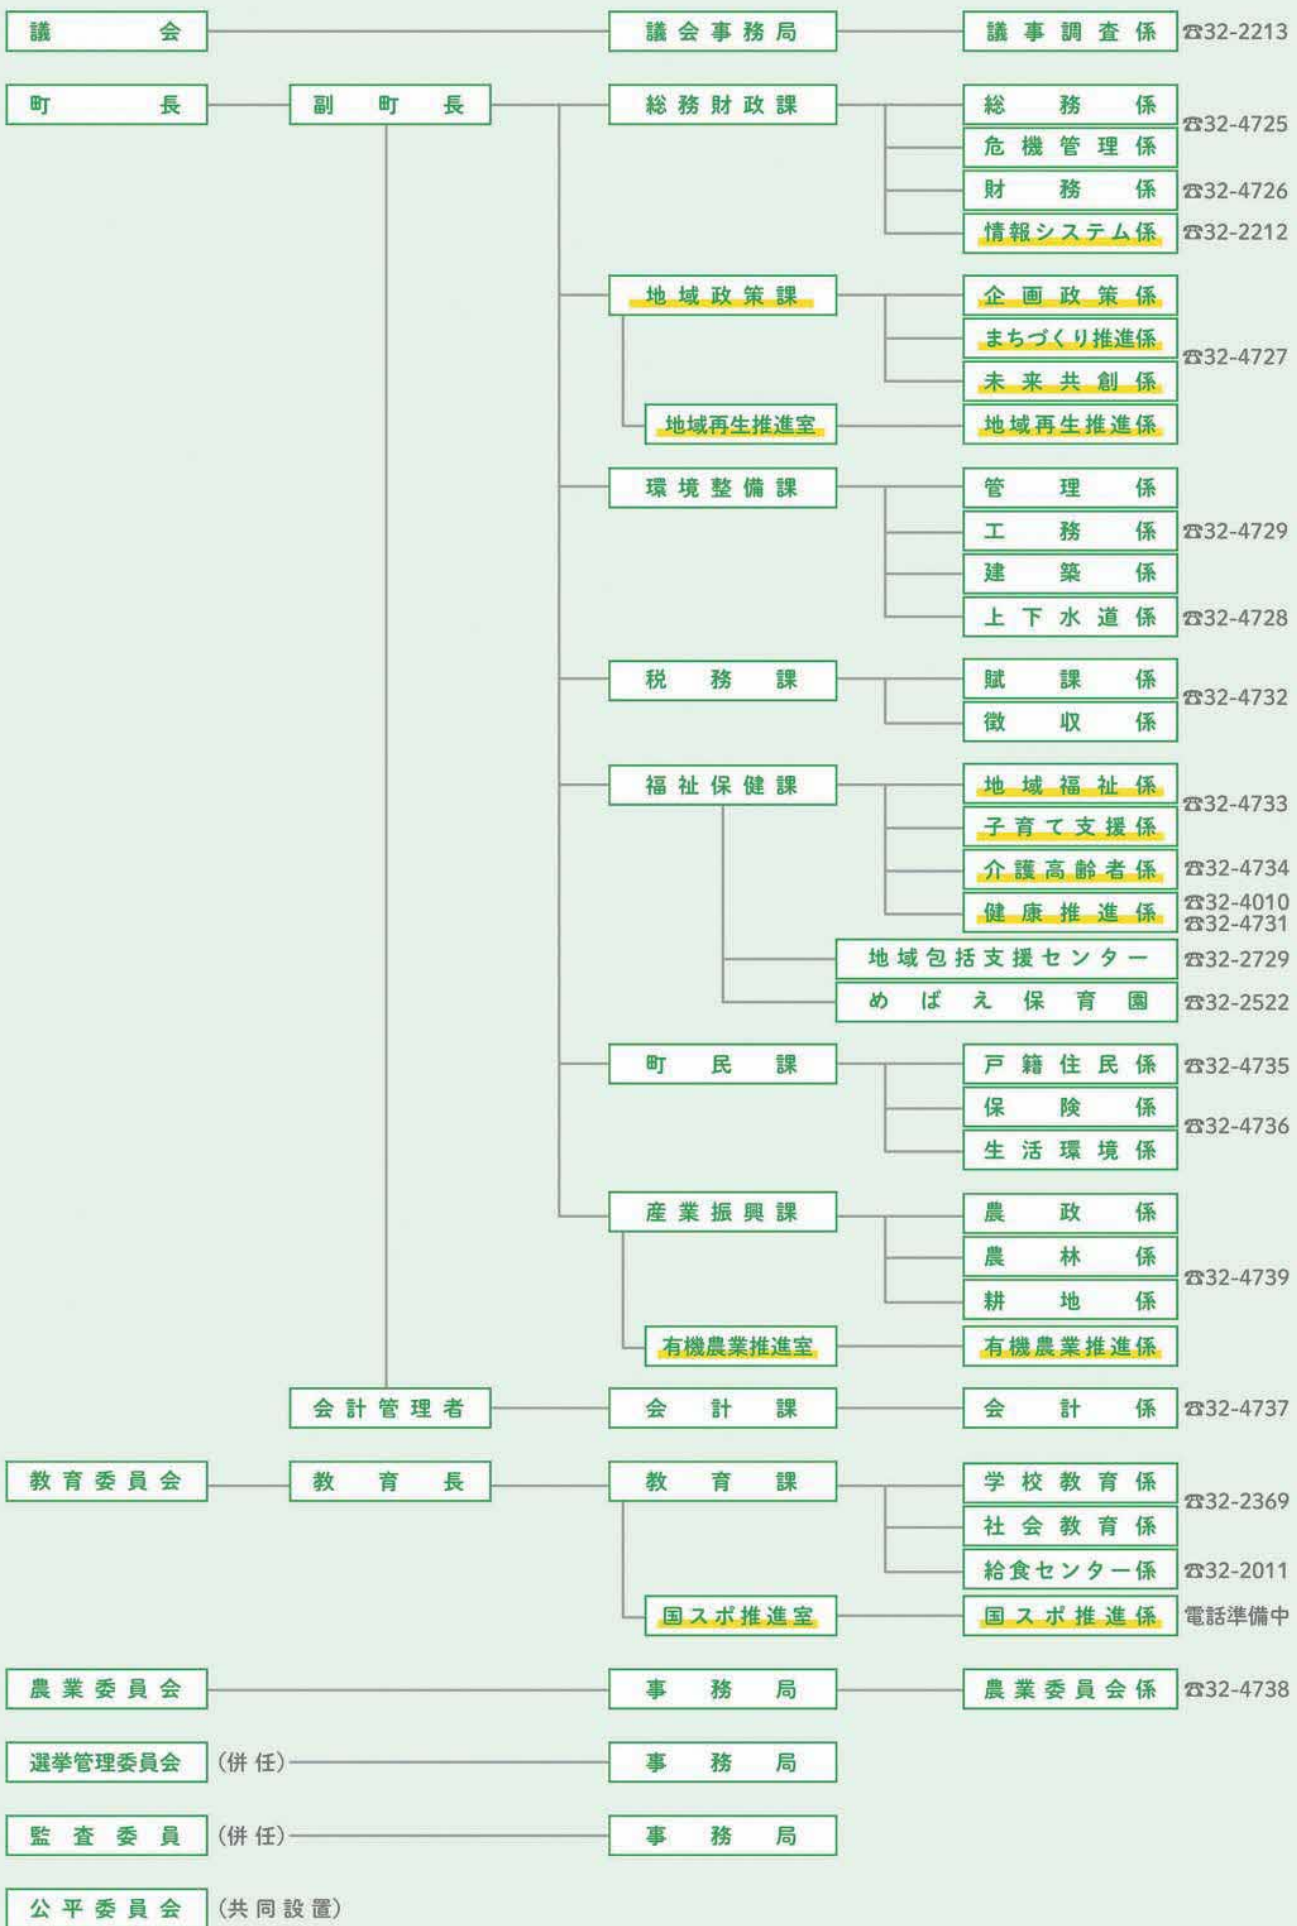 議会 議会事務局 議事調査係 ☎32-2213
町長 副町長 総務財政課 総務係
☎32-4725
危機管理係
財務係 ☎32-4726
情報システム係 ☎32-2212
地域政策課 企画政策係
まちづくり推進係
☎32-4727
未来共創係
地域再生推進室 地域再生推進係
環境整備課 管理係
工務係 ☎32-4729
建築係
上下水道係 ☎32-4728
税務課 賦課係
☎32-4732
徴収係
福祉保健課 地域福祉係
☎32-4733
子育て支援係
介護高齢者係 ☎32-4734
健康推進係 ☎32-4010
☎32-4731
地域包括支援センター ☎32-2729
めばえ保育園 ☎32-2522
町民課 戸籍住民係 ☎32-4735
保険係
☎32-4736
生活環境係
産業振興課 農政係
農林係
☎32-4739
耕地係
有機農業推進室 有機農業推進係
会計管理者 会計課 会計係 ☎32-4737
教育委員会 教育長 教育課 学校教育係
☎32-2369
社会教育係
給食センター係 ☎32-2011
国スポ推進室 国スポ推進係 電話準備中
農業委員会 事務局 農業委員会係 ☎32-4738
選挙管理委員会 (併任) 事務局
監査委員 (併任) 事務局
公平委員会 (共同設置)